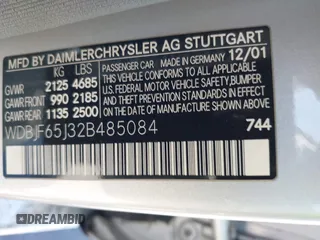 MFD BY DAIMLERCHRYSLER AG STUTTGART
KG LBS PASSENGER CAR MADE IN GERMANY 12/01
GVWR 2125 4685 THIS VEHICLE CONFORMS TO ALL APPLICABLE
GAWR FRONT 990 2185 U.S. FEDERAL MOTOR VEHICLE SAFETY, BUMPER
GAWR REAR 1135 2500 AND THEFT PREVENTION STANDARDS IN EFFECT
ON THE DATE OF MANUFACTURE SHOWN ABOVE
WDBJF65J32B485084 744
© DREAM BID